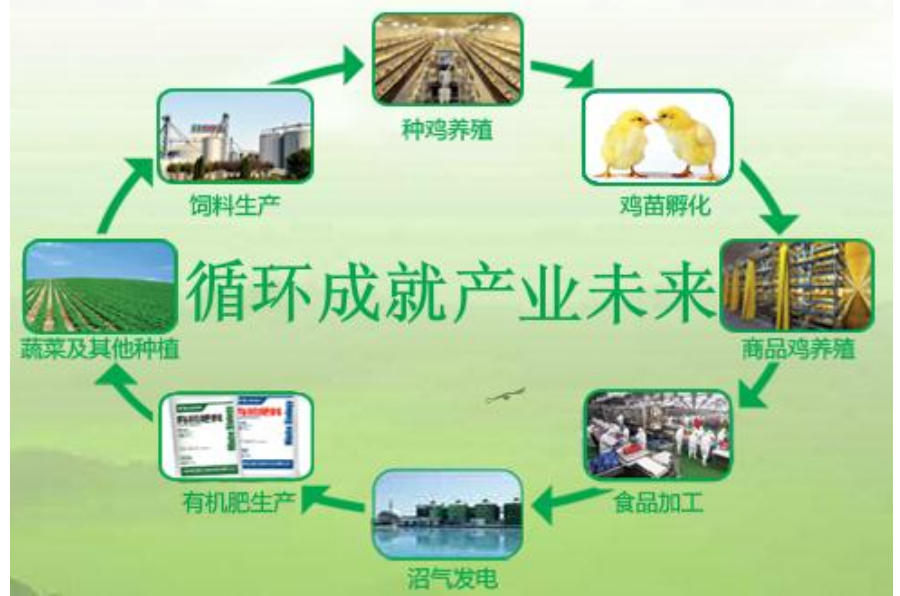 种鸡养殖
鸡苗孵化
饲料生产
循环成就产业未来
商品鸡养殖
蔬菜及其他种植
食品加工
有机肥生产
沼气发电